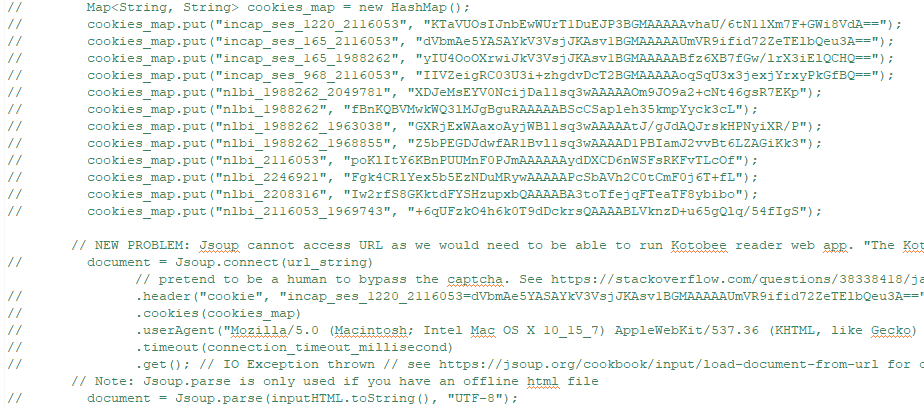 //        Map<String, String> cookies_map = new HashMap();
//        cookies_map.put("incap_ses_1220_2116053", "KTaVUOsIJnbEwWUrT1DuEJP3BGMAAAAAvhaU/6tN11Xm7F+GWi8VdA==");
//        cookies_map.put("incap_ses_165_2116053", "dVbmAe5YASAYkV3VsjJKAsv1BGMAAAAAUmVR9ifid72ZeTElbQeu3A==");
//        cookies_map.put("incap_ses_165_1988262", "yIU4OoOXrwiJkV3VsjJKAsv1BGMAAAAABfz6XB7fGw/lrX3iElQCHQ==");
//        cookies_map.put("incap_ses_968_2116053", "IIVZeigRC03U3i+zhgdvDcT2BGMAAAAAoqSqU3x3jexjYrxyPkGfBQ==");
//        cookies_map.put("nlbi_1988262_2049781", "XDJeMsEYV0NcijDa1lsq3wAAAAAOm9JO9a2+cNt46gsR7EKp");
//        cookies_map.put("nlbi_1988262", "fBnKQBVMwkWQ3lMJgBguRAAAAABScCSapleh35kmpYyck3cL");
//        cookies_map.put("nlbi_1988262_1963038", "GXRjExWAaxoAyjWB1lsq3wAAAAAtJ/gJdAQJrskHPNyiXR/P");
//        cookies_map.put("nlbi_1988262_1968855", "Z5bPEGDJdwfAR1Bv1lsq3wAAAAD1PBIamJ2vvBt6LZAGiKk3");
//        cookies_map.put("nlbi_2116053", "poKlItY6KBnPUUMnF0PJmAAAAAAydDXCD6nWSFsRKFvTLcOf");
//        cookies_map.put("nlbi_2246921", "Fgk4CRlYex5b5EzNDuMRywAAAAAPcSbAVh2C0tCmF0j6T+fL");
//        cookies_map.put("nlbi_2208316", "Iw2rfS8GKktdFYSHzupxbQAAAABA3toTfejqFTeaTF8ybibo");
//        cookies_map.put("nlbi_2116053_1969743", "+6qUFzkO4h6k0T9dDckrsQAAAABLVknzD+u65gQlq/54fIgS");
// NEW PROBLEM: Jsoup cannot access URL as we would need to be able to run Kotobee reader web app. "The Kot
//        document = Jsoup.connect(url_string)
// pretend to be a human to bypass the captcha. See https://stackoverflow.com/questions/38338418/ja
//        .header("cookie", "incap_ses_1220_2116053=dVbmAe5YASAYkV3VsjJKAsv1BGMAAAAAUmVR9ifid72ZeTElbQeu3A=="
//        .cookies(cookies_map)
//        .userAgent("Mozilla/5.0 (Macintosh; Intel Mac OS X 10_15_7) AppleWebKit/537.36 (KHTML, like Gecko)
//        .timeout(connection_timeout_millisecond)
//        .get(); // IO Exception thrown // see https://jsoup.org/cookbook/input/load-document-from-url for d
// Note: Jsoup.parse is only used if you have an offline html file
//        document = Jsoup.parse(inputHTML.toString(), "UTF-8");